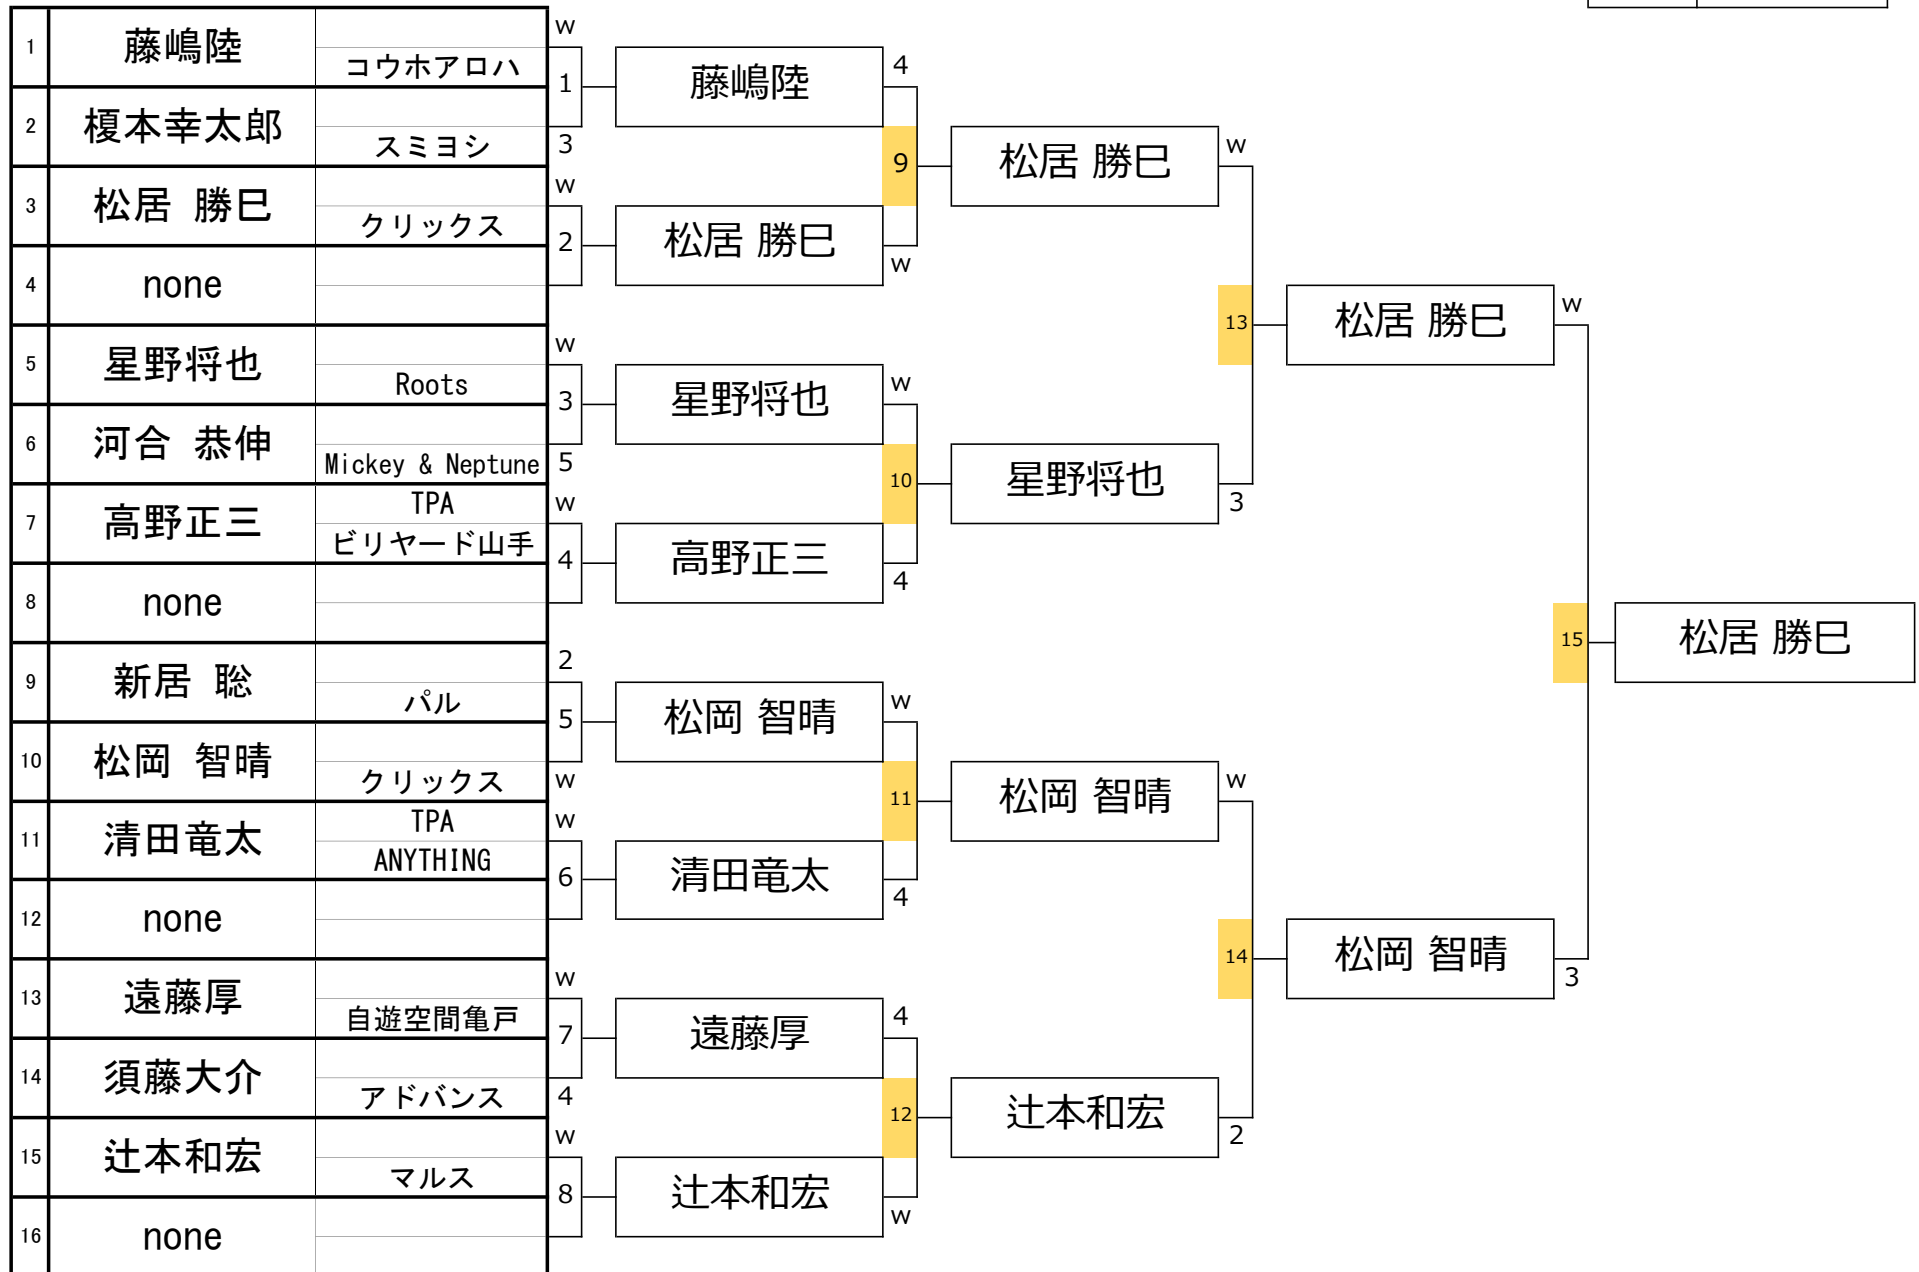 1 藤嶋陸 コウホアロハ w
2 榎本幸太郎 スミヨシ 3
1 藤嶋陸 4
3 松居 勝巳 クリックス w
4 none
2 松居 勝巳 w
9 松居 勝巳 w
5 星野将也 Roots w
6 河合 恭伸 Mickey & Neptune 5
3 星野将也 w
7 高野正三 TPA ビリヤード山手 w
8 none
4 高野正三 4
10 星野将也 3
13 松居 勝巳 w
9 新居 聡 パル 2
10 松岡 智晴 クリックス w
5 松岡 智晴 w
11 清田竜太 TPA ANYTHING w
12 none
6 清田竜太 4
11 松岡 智晴 w
13 遠藤厚 自遊空間亀戸 w
14 須藤大介 アドバンス 4
7 遠藤厚 4
15 辻本和宏 マルス w
16 none
8 辻本和宏 w
12 辻本和宏 2
14 松岡 智晴 3
15 松居 勝巳